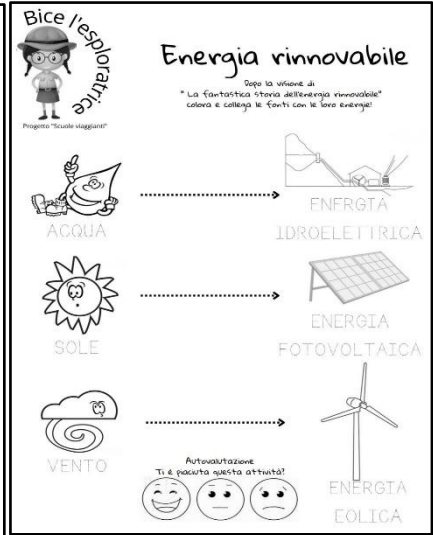 Bice l'esploratrice
Progetto "Scuole viaggianti"
Energia rinnovabile
Dopo la visione di
" La fantastica storia dell'energia rinnovabile"
colora e collega le fonti con le loro energie!
ACQUA
ENERGIA
IDROELETTRICA
SOLE
ENERGIA
FOTOVOLTAICA
VENTO
ENERGIA
EOLICA
Autovalutazione
Ti è piaciuta questa attività?